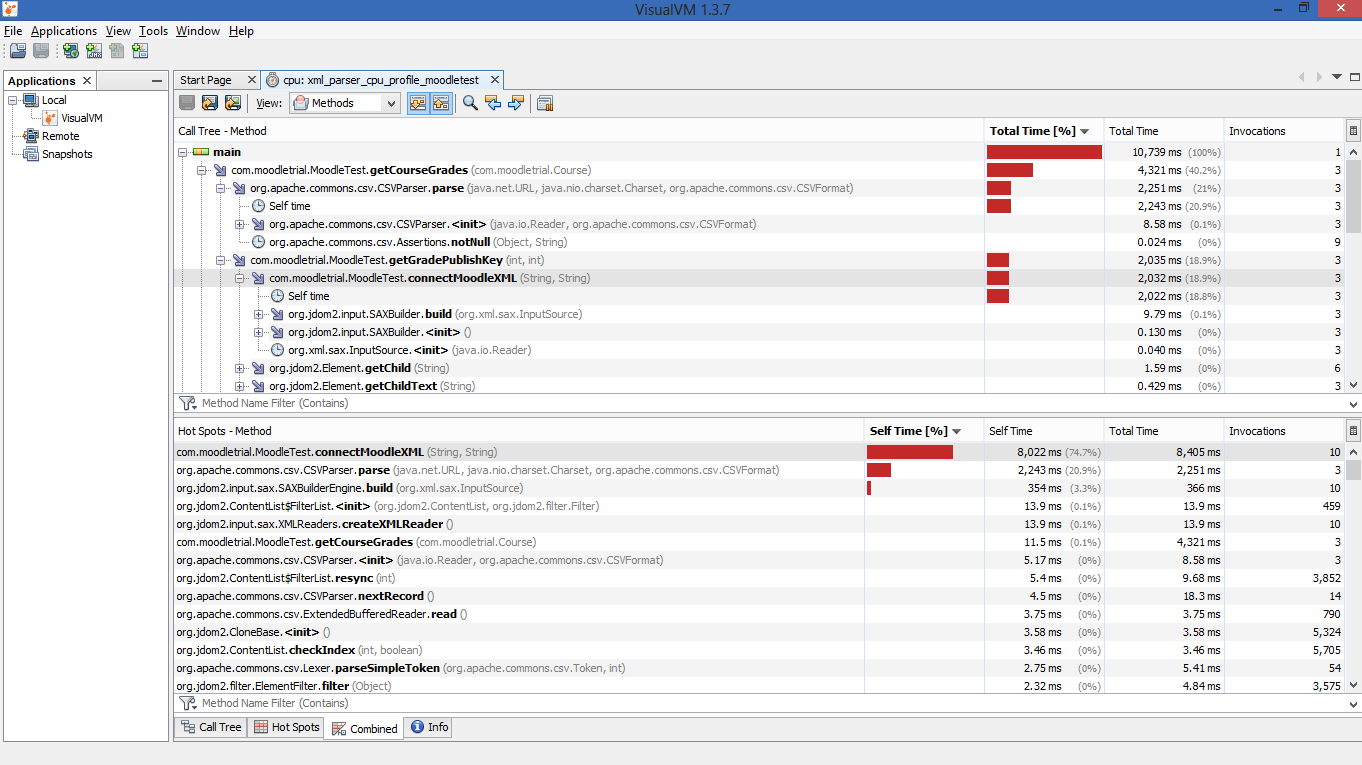 VisualVM 1.3.7
File Applications View Tools Window Help
Applications
Local
VisualVM
Remote
Snapshots
Start Page cpu: xml_parser_cpu_profile_moodletest
View: Methods
Call Tree - Method Total Time [%] Total Time Invocations
main 10,739 ms (100%) 1
com.moodletrial.MoodleTest.getCourseGrades (com.moodletrial.Course) 4,321 ms (40.2%) 3
org.apache.commons.csv.CSVParser.parse (java.net.URL, java.nio.charset.Charset, org.apache.commons.csv.CSVFormat) 2,251 ms (21%) 3
Self time 2,243 ms (20.9%) 3
org.apache.commons.csv.CSVParser.<init> (java.io.Reader, org.apache.commons.csv.CSVFormat) 8.58 ms (0.1%) 3
org.apache.commons.csv.Assertions.notNull (Object, String) 0.024 ms (0%) 9
com.moodletrial.MoodleTest.getGradePublishKey (int, int) 2,035 ms (18.9%) 3
com.moodletrial.MoodleTest.connectMoodleXML (String, String) 2,032 ms (18.9%) 3
Self time 2,022 ms (18.8%) 3
org.jdom2.input.SAXBuilder.build (org.xml.sax.InputSource) 9.79 ms (0.1%) 3
org.jdom2.input.SAXBuilder.<init> () 0.130 ms (0%) 3
org.xml.sax.InputSource.<init> (java.io.Reader) 0.040 ms (0%) 3
org.jdom2.Element.getChild (String) 1.59 ms (0%) 6
org.jdom2.Element.getChildText (String) 0.429 ms (0%) 3
Method Name Filter (Contains)
Hot Spots - Method Self Time [%] Self Time Total Time Invocations
com.moodletrial.MoodleTest.connectMoodleXML (String, String) 8,022 ms (74.7%) 8,405 ms 10
org.apache.commons.csv.CSVParser.parse (java.net.URL, java.nio.charset.Charset, org.apache.commons.csv.CSVFormat) 2,243 ms (20.9%) 2,251 ms 3
org.jdom2.input.sax.SAXBuilderEngine.build (org.xml.sax.InputSource) 354 ms (3.3%) 366 ms 10
org.jdom2.ContentList$FilterList.<init> (org.jdom2.ContentList, org.jdom2.filter.Filter) 13.9 ms (0.1%) 13.9 ms 459
org.jdom2.input.sax.XMLReaders.createXMLReader () 13.9 ms (0.1%) 13.9 ms 10
com.moodletrial.MoodleTest.getCourseGrades (com.moodletrial.Course) 11.5 ms (0.1%) 4,321 ms 3
org.apache.commons.csv.CSVParser.<init> (java.io.Reader, org.apache.commons.csv.CSVFormat) 5.17 ms (0%) 8.58 ms 3
org.jdom2.ContentList$FilterList.resync (int) 5.4 ms (0%) 9.68 ms 3,852
org.apache.commons.csv.CSVParser.nextRecord () 4.5 ms (0%) 18.3 ms 14
org.apache.commons.csv.ExtendedBufferedReader.read () 3.75 ms (0%) 3.75 ms 790
org.jdom2.CloneBase.<init> () 3.58 ms (0%) 3.58 ms 5,324
org.jdom2.ContentList.checkIndex (int, boolean) 3.46 ms (0%) 3.46 ms 5,705
org.apache.commons.csv.Lexer.parseSimpleToken (org.apache.commons.csv.Token, int) 2.75 ms (0%) 5.41 ms 54
org.jdom2.filter.ElementFilter.filter (Object) 2.32 ms (0%) 4.84 ms 3,575
Method Name Filter (Contains)
Call Tree Hot Spots Combined Info